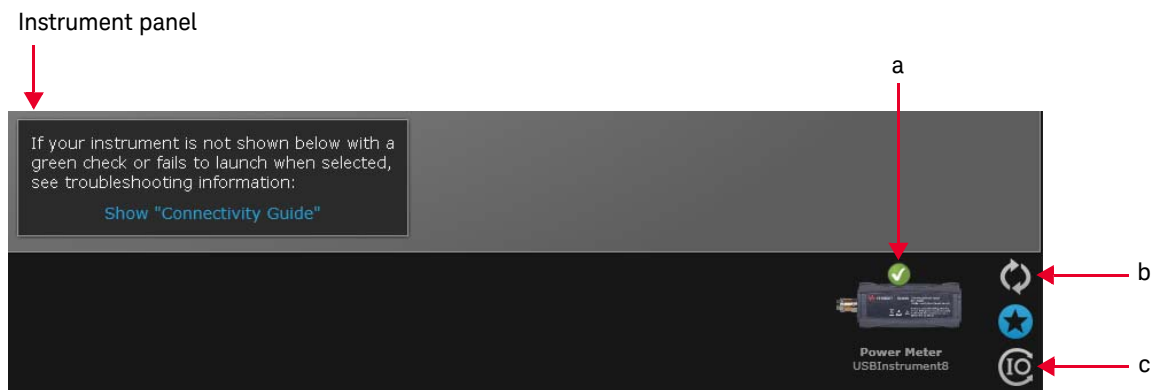 Instrument panel
a
If your instrument is not shown below with a
green check or fails to launch when selected,
see troubleshooting information:
Show "Connectivity Guide"
b
Power Meter
USBInstrument8
IO
c